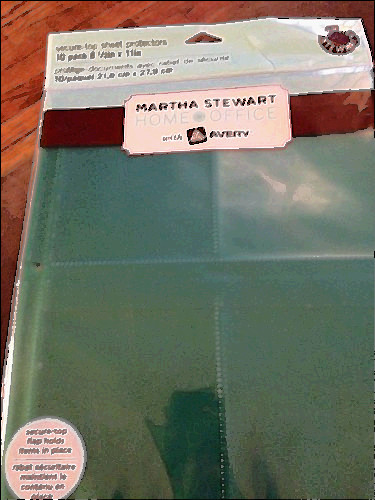 secure-top sheet protectors
10 pack 8 1/2in x 11in
protège-documents avec rabat de sécurité
10/paquet 21.6 cm x 27.9 cm
MARTHA STEWART
HOME OFFICE
with AVERY
secure-top
flap holds
items in place
rabat sécuritaire
maintient le
contenu en
place